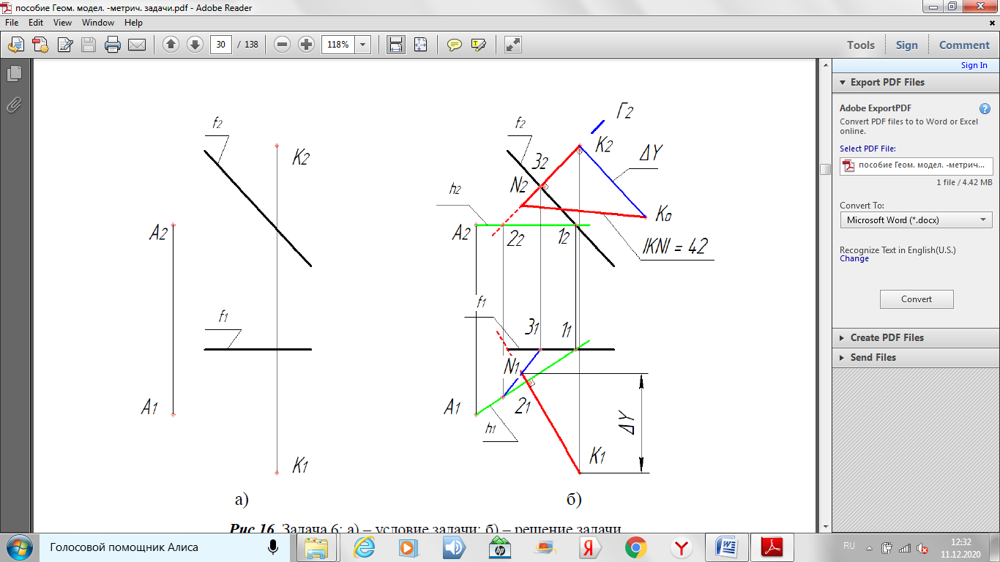 пособие Геом. модел. -метрич. задачи.pdf - Adobe Reader
File Edit View Window Help
30 / 138 118% Tools Sign Comment
Sign In
Export PDF Files
Adobe ExportPDF
Convert PDF files to to Word or Excel
online.
Select PDF File:
пособие Геом. модел. -метрич...
1 file / 4.42 MB
Convert To:
Microsoft Word (*.docx)
Recognize Text in English(U.S.)
Change
Convert
Create PDF Files
Send Files
f2
K2
A2
f1
A1
K1
а)
Г2
f2
K2
32
ΔY
N2
h2
K0
A2
22
12
|KN| = 42
f1
31
11
N1
A1
21
h1
ΔY
K1
б)
Рис 16. Задача 6: а) – условие задачи; б) – решение задачи
Голосовой помощник Алиса
RU
12:32
11.12.2020